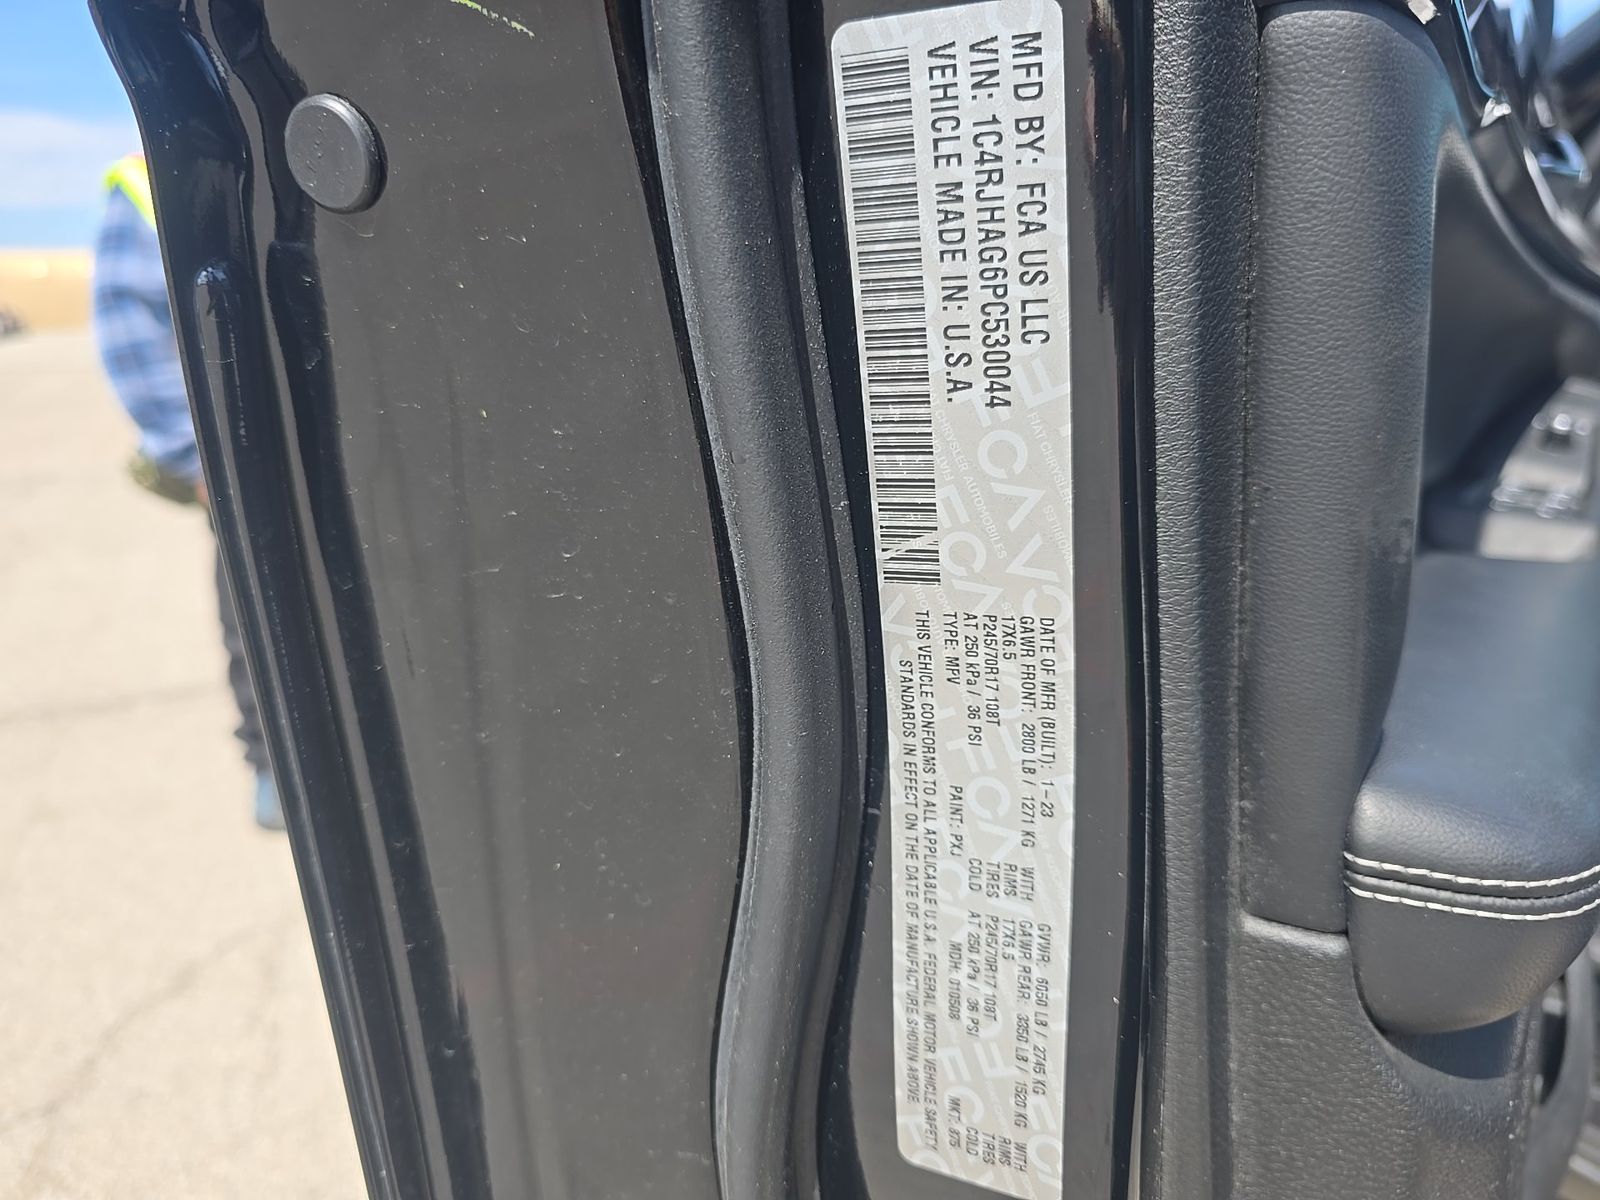 MFD BY: FCA US LLC
VIN: 1C4RJHAG6PC530044
VEHICLE MADE IN: U.S.A.
DATE OF MFR (BUILT): 1-23 GVWR: 6050 LB / 2745 KG
GAWR FRONT: 2800 LB / 1271 KG WITH GAWR REAR: 3350 LB / 1520 KG WITH
17X6.5 RIMS 17X6.5 RIMS
P245/70R17 108T TIRES P245/70R17 108T TIRES
AT 250 kPa / 36 PSI COLD AT 250 kPa / 36 PSI COLD
TYPE: MPV PAINT: PXJ MDH: 010508 MKT: 875
THIS VEHICLE CONFORMS TO ALL APPLICABLE U.S.A. FEDERAL MOTOR VEHICLE SAFETY
STANDARDS IN EFFECT ON THE DATE OF MANUFACTURE SHOWN ABOVE.